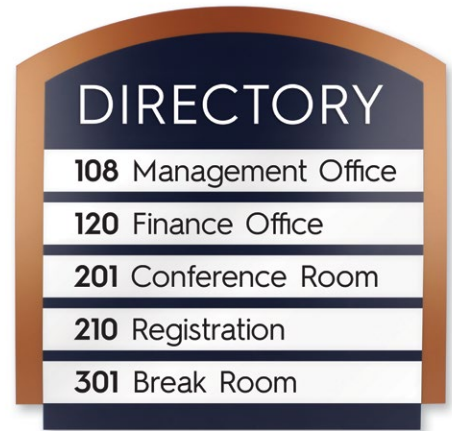 DIRECTORY
108 Management Office
120 Finance Office
201 Conference Room
210 Registration
301 Break Room